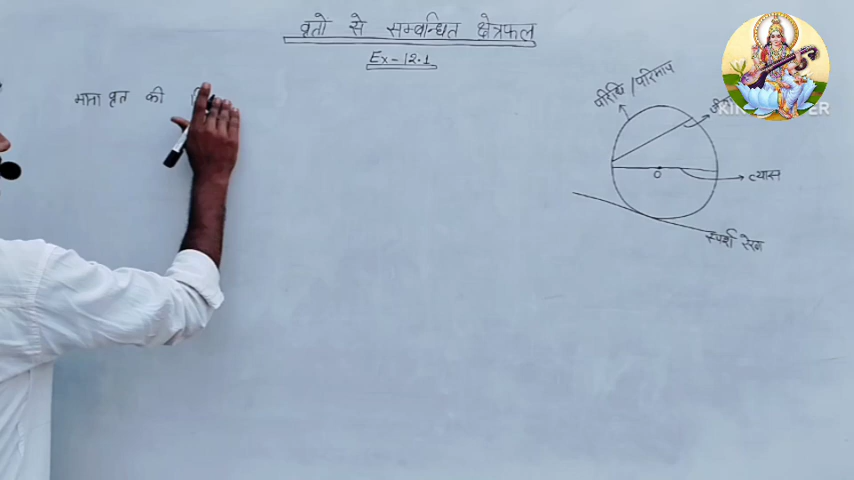 वृतो से सम्बन्धित क्षेत्रफल
Ex-12.1
माना वृत की
परिधि / परिमाप
व्यास
स्पर्श रेखा